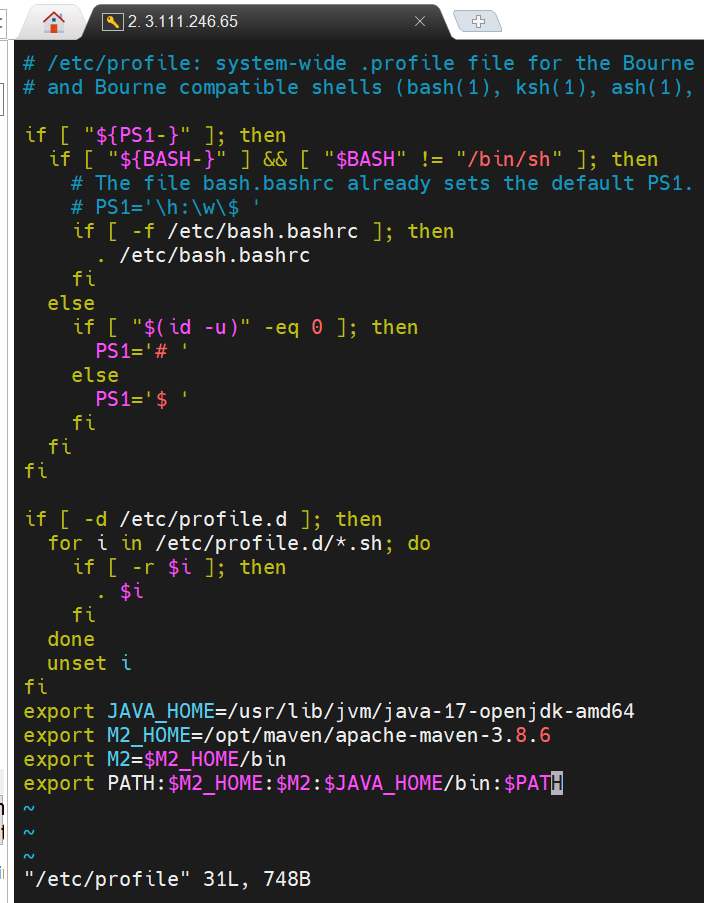 2. 3.111.246.65
# /etc/profile: system-wide .profile file for the Bourne
# and Bourne compatible shells (bash(1), ksh(1), ash(1),
if [ "${PS1-}" ]; then
  if [ "${BASH-}" ] && [ "$BASH" != "/bin/sh" ]; then
    # The file bash.bashrc already sets the default PS1.
    # PS1='\h:\w\$ '
    if [ -f /etc/bash.bashrc ]; then
      . /etc/bash.bashrc
    fi
  else
    if [ "$(id -u)" -eq 0 ]; then
      PS1='# '
    else
      PS1='$ '
    fi
  fi
fi
if [ -d /etc/profile.d ]; then
  for i in /etc/profile.d/*.sh; do
    if [ -r $i ]; then
      . $i
    fi
  done
  unset i
fi
export JAVA_HOME=/usr/lib/jvm/java-17-openjdk-amd64
export M2_HOME=/opt/maven/apache-maven-3.8.6
export M2=$M2_HOME/bin
export PATH:$M2_HOME:$M2:$JAVA_HOME/bin:$PATH
~
~
~
"/etc/profile" 31L, 748B